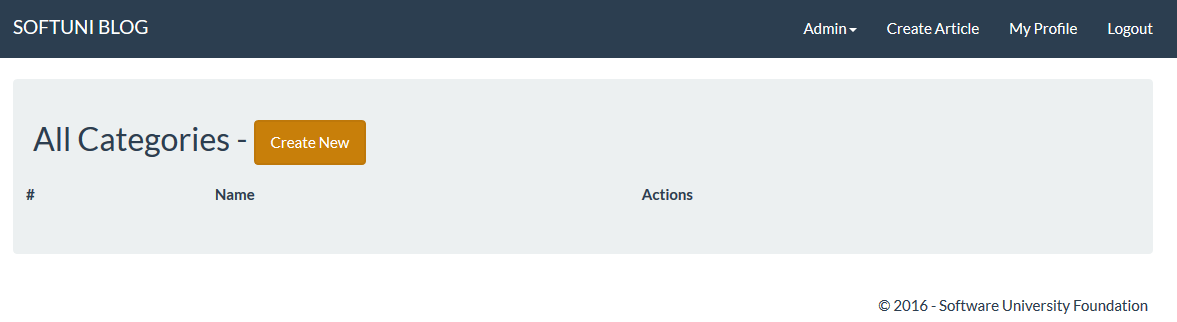 SOFTUNI BLOG Admin Create Article My Profile Logout
All Categories - Create New
# Name Actions
© 2016 - Software University Foundation